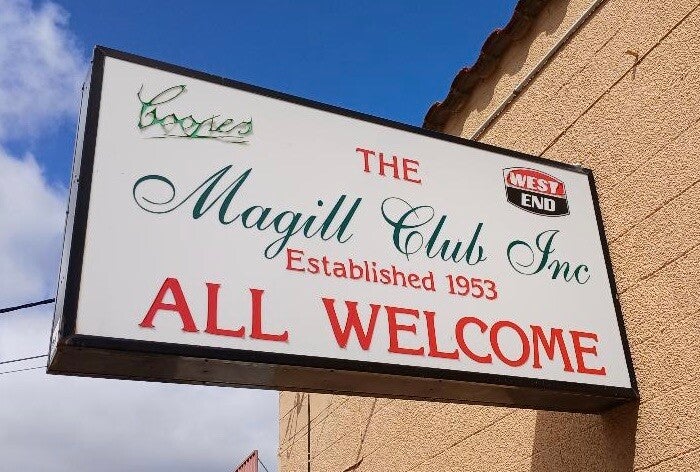 Coopers
THE
WEST
END
Magill Club Inc
Established 1953
ALL WELCOME